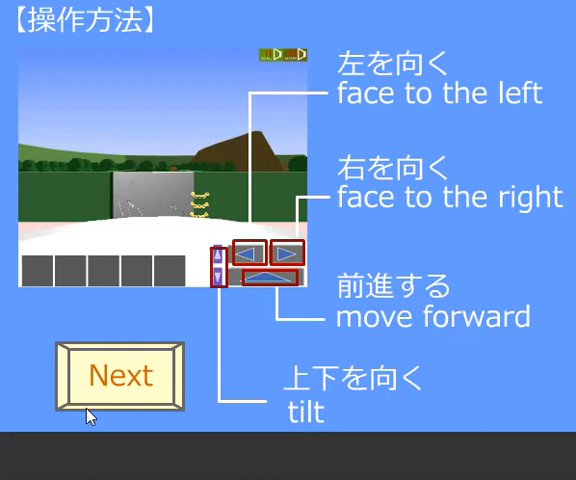 【操作方法】
左を向く
face to the left
右を向く
face to the right
前進する
move forward
上下を向く
tilt
Next